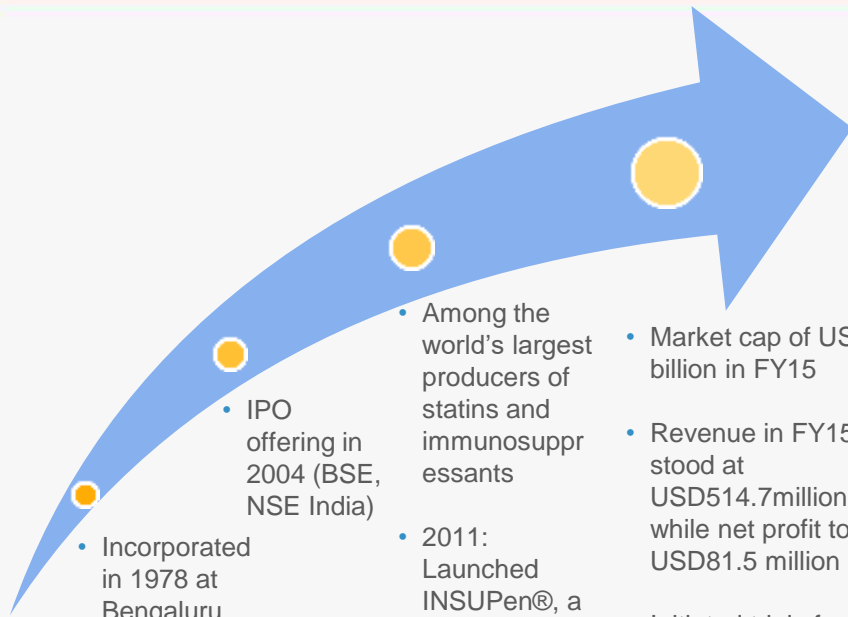 • Incorporated
in 1978 at
Bengaluru
• IPO
offering in
2004 (BSE,
NSE India)
• Among the
world’s largest
producers of
statins and
immunosuppr
essants
• 2011:
Launched
INSUPen®, a
• Market cap of US
billion in FY15
• Revenue in FY15
stood at
USD514.7million
while net profit to
USD81.5 million